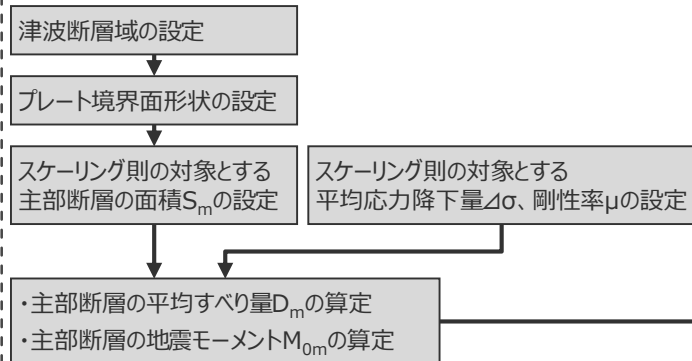 津波断層域の設定
プレート境界面形状の設定
スケーリング則の対象とする
主部断層の面積Smの設定
スケーリング則の対象とする
平均応力降下量⊿σ、剛性率μの設定
・主部断層の平均すべり量Dmの算定
・主部断層の地震モーメントM0mの算定